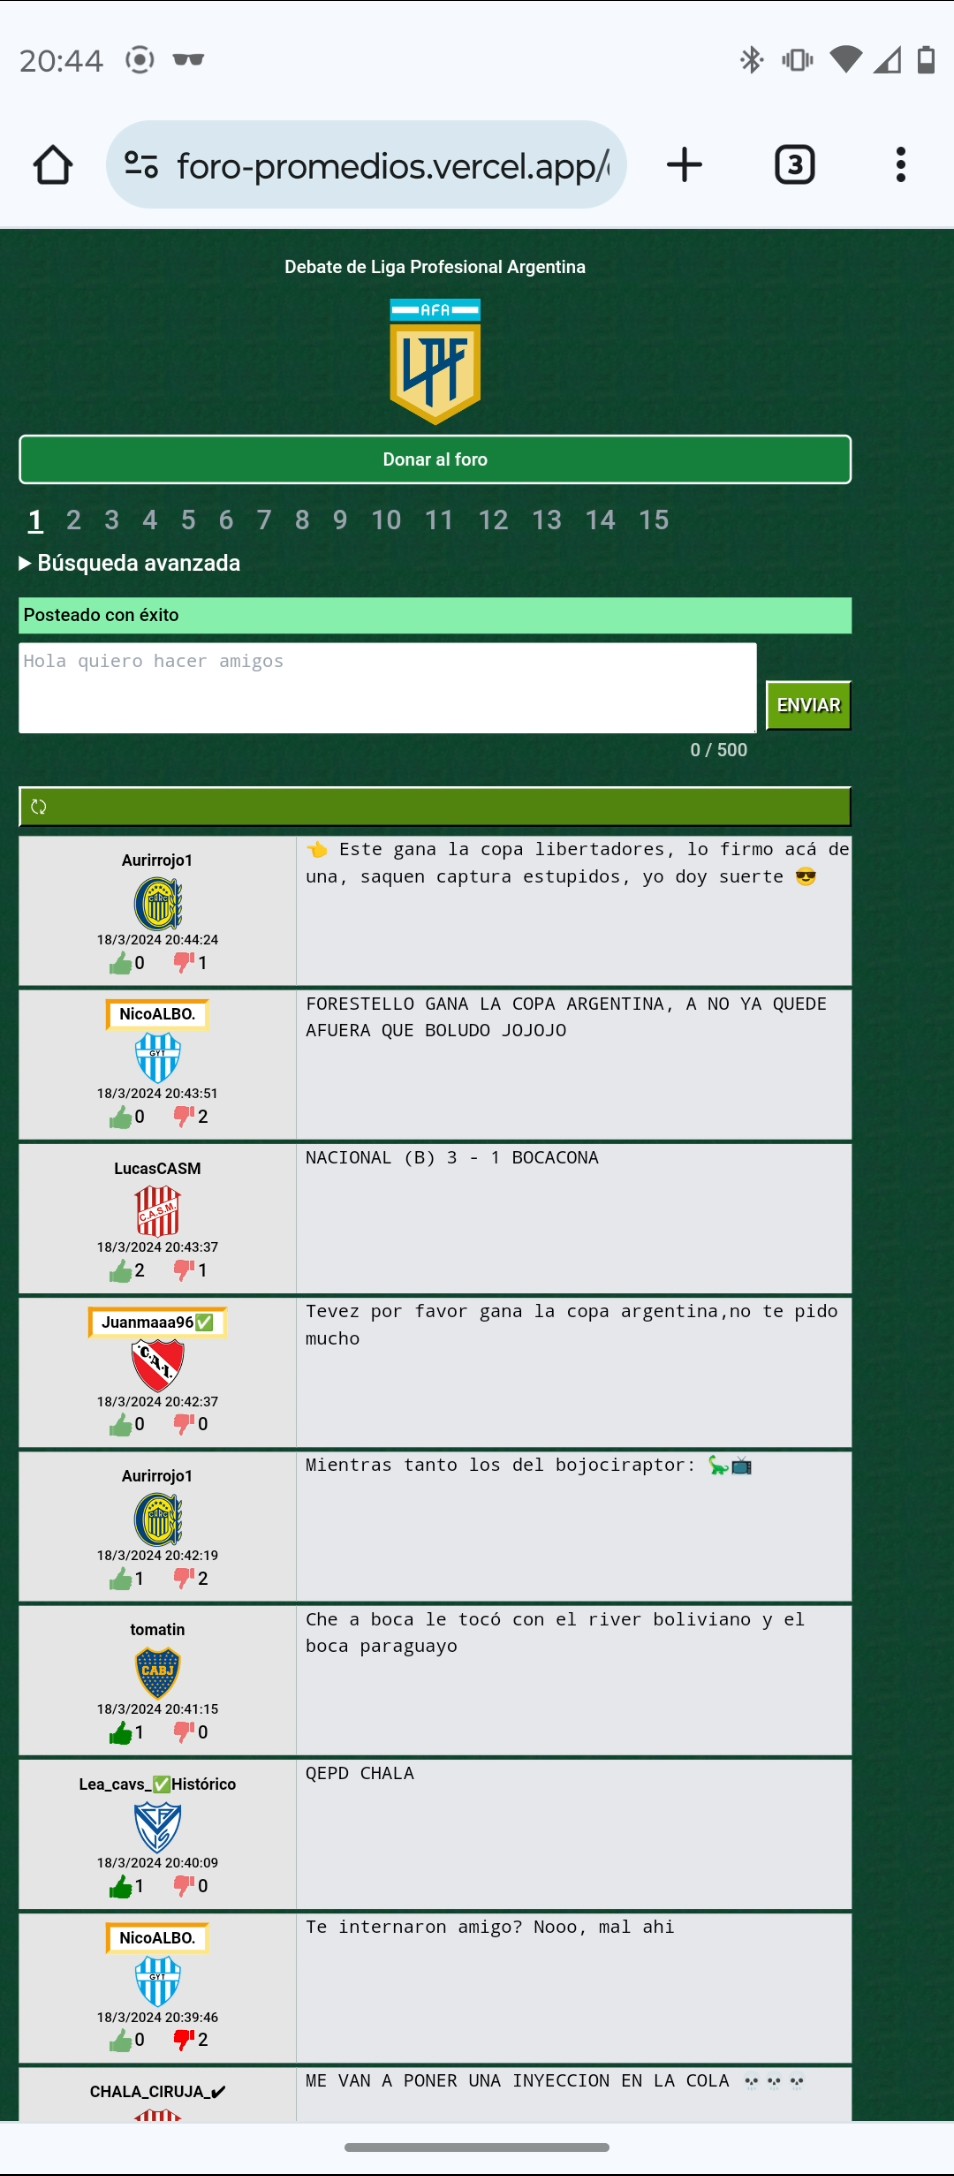 20:44
foro-promedios.vercel.app/
3
Debate de Liga Profesional Argentina
AFA
LPF
Donar al foro
1 2 3 4 5 6 7 8 9 10 11 12 13 14 15
Búsqueda avanzada
Posteado con éxito
Hola quiero hacer amigos
ENVIAR
0 / 500
Aurirrojo1
18/3/2024 20:44:24
0 1
👈 Este gana la copa libertadores, lo firmo acá de
una, saquen captura estupidos, yo doy suerte 😎
NicoALBO.
GYT
18/3/2024 20:43:51
0 2
FORESTELLO GANA LA COPA ARGENTINA, A NO YA QUEDE
AFUERA QUE BOLUDO JOJOJO
LucasCASM
C.A.S.M.
18/3/2024 20:43:37
2 1
NACIONAL (B) 3 - 1 BOCACONA
Juanmaaa96✅
C.A.I.
18/3/2024 20:42:37
0 0
Tevez por favor gana la copa argentina,no te pido
mucho
Aurirrojo1
18/3/2024 20:42:19
1 2
Mientras tanto los del bojociraptor: 🦕📺
tomatin
CABJ
18/3/2024 20:41:15
1 0
Che a boca le tocó con el river boliviano y el
boca paraguayo
Lea_cavs_✅Histórico
18/3/2024 20:40:09
1 0
QEPD CHALA
NicoALBO.
GYT
18/3/2024 20:39:46
0 2
Te internaron amigo? Nooo, mal ahi
CHALA_CIRUJA_✔
ME VAN A PONER UNA INYECCION EN LA COLA ☠☠☠